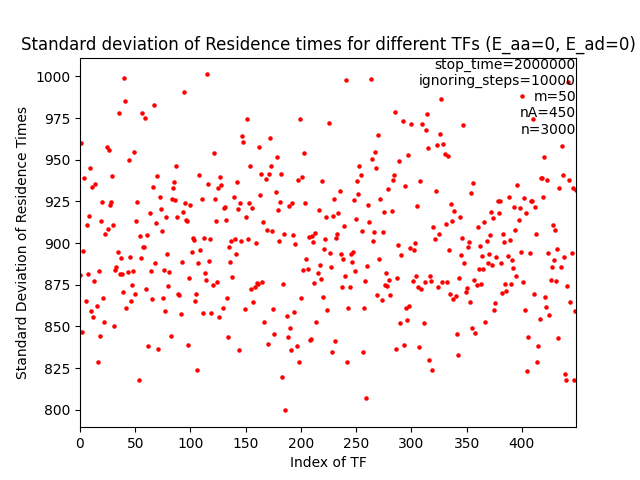 Standard deviation of Residence times for different TFs (E_aa=0, E_ad=0)
stop_time=2000000
ignoring_steps=10000
m=50
nA=450
n=3000
Standard Deviation of Residence Times
1000
975
950
925
900
875
850
825
800
0 50 100 150 200 250 300 350 400
Index of TF